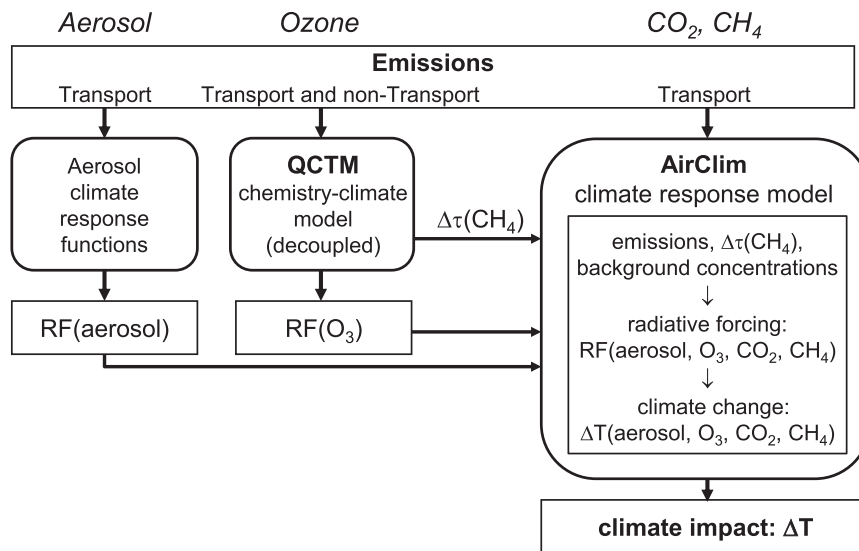 Aerosol
Ozone
CO₂, CH₄
Emissions
Transport
Transport and non-Transport
Transport
Aerosol
climate
response
functions
QCTM
chemistry-climate
model
(decoupled)
Δτ(CH₄)
AirClim
climate response model
emissions, Δτ(CH₄),
background concentrations
↓
radiative forcing:
RF(aerosol, O₃, CO₂, CH₄)
↓
climate change:
ΔT(aerosol, O₃, CO₂, CH₄)
RF(aerosol)
RF(O₃)
climate impact: ΔT